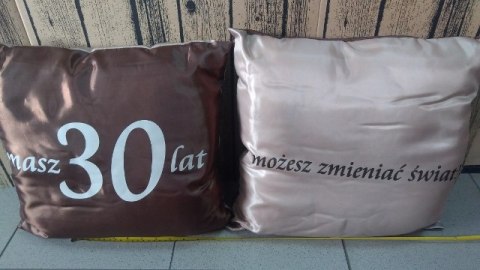 masz 30 lat
możesz zmieniać świat